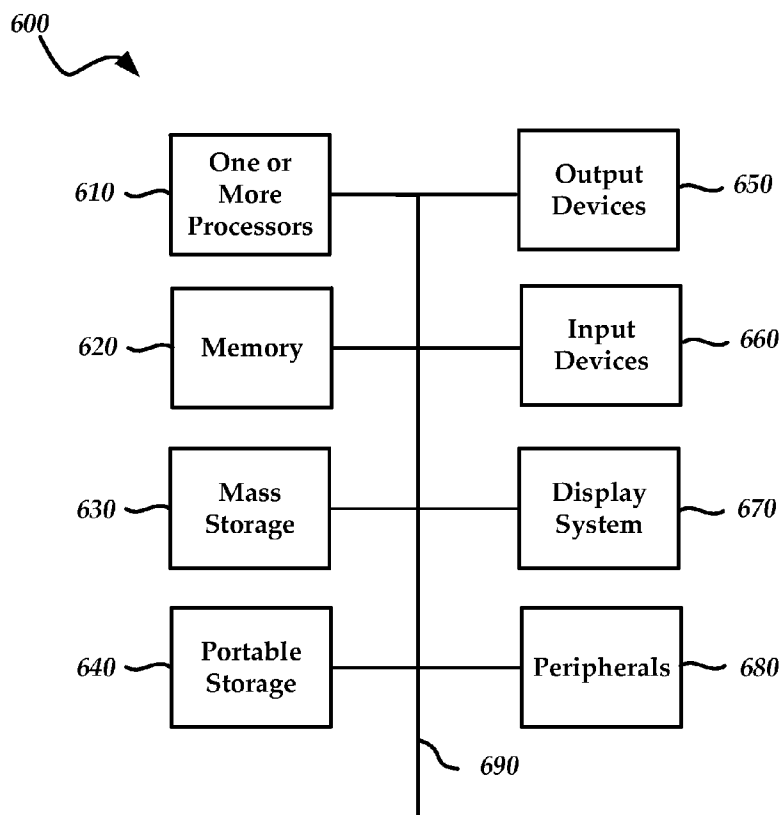 600
One or
More
Processors
610
Output
Devices
650
Memory
620
Input
Devices
660
Mass
Storage
630
Display
System
670
Portable
Storage
640
Peripherals
680
690